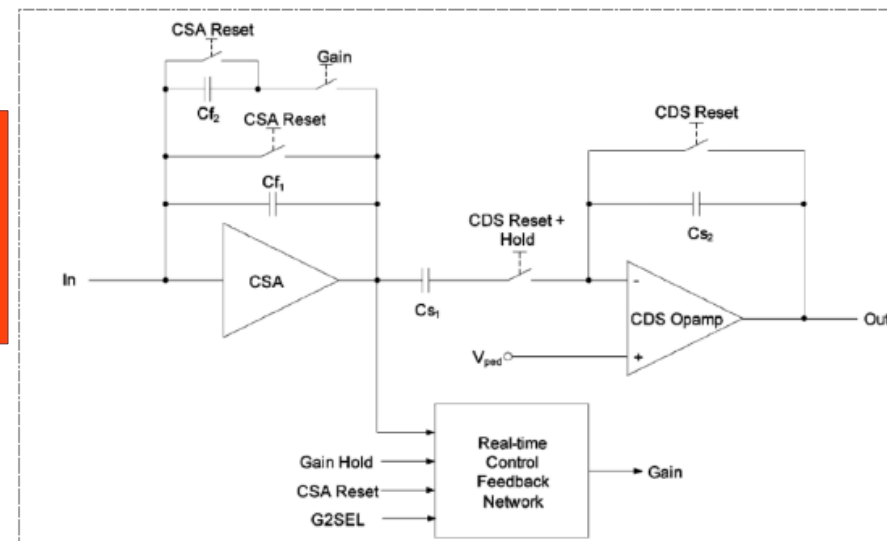 CSA Reset
Gain
Cf2
CSA Reset
CDS Reset
Cf1
CDS Reset +
Hold
Cs2
In
CSA
Cs1
-
CDS Opamp
Out
Vped
+
Real-time
Control
Feedback
Network
Gain Hold
CSA Reset
G2SEL
Gain